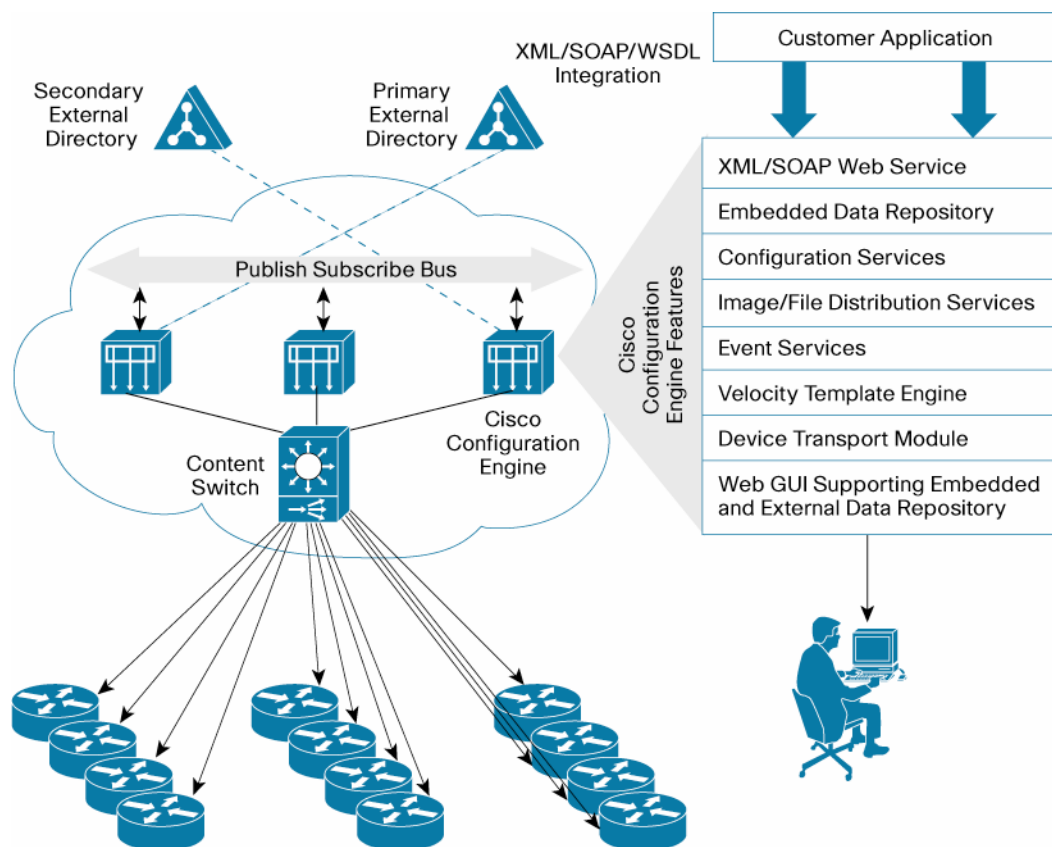 XML/SOAP/WSDL
Integration
Customer Application
Secondary
External
Directory
Primary
External
Directory
Publish Subscribe Bus
Cisco
Configuration
Engine
Content
Switch
Cisco
Configuration
Engine Features
XML/SOAP Web Service
Embedded Data Repository
Configuration Services
Image/File Distribution Services
Event Services
Velocity Template Engine
Device Transport Module
Web GUI Supporting Embedded
and External Data Repository